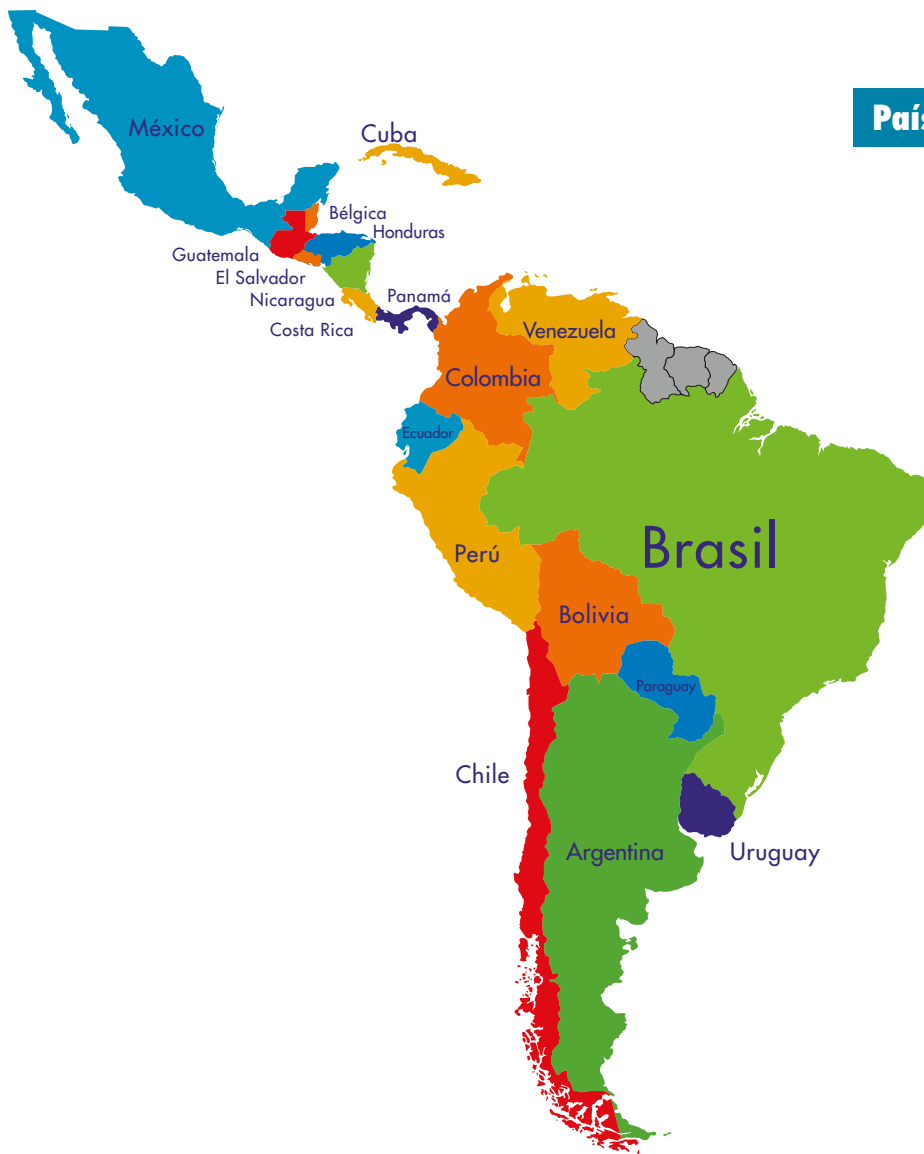 País
México
Cuba
Bélgica
Honduras
Guatemala
El Salvador
Nicaragua
Panamá
Costa Rica
Venezuela
Colombia
Ecuador
Brasil
Perú
Bolivia
Paraguay
Chile
Argentina
Uruguay